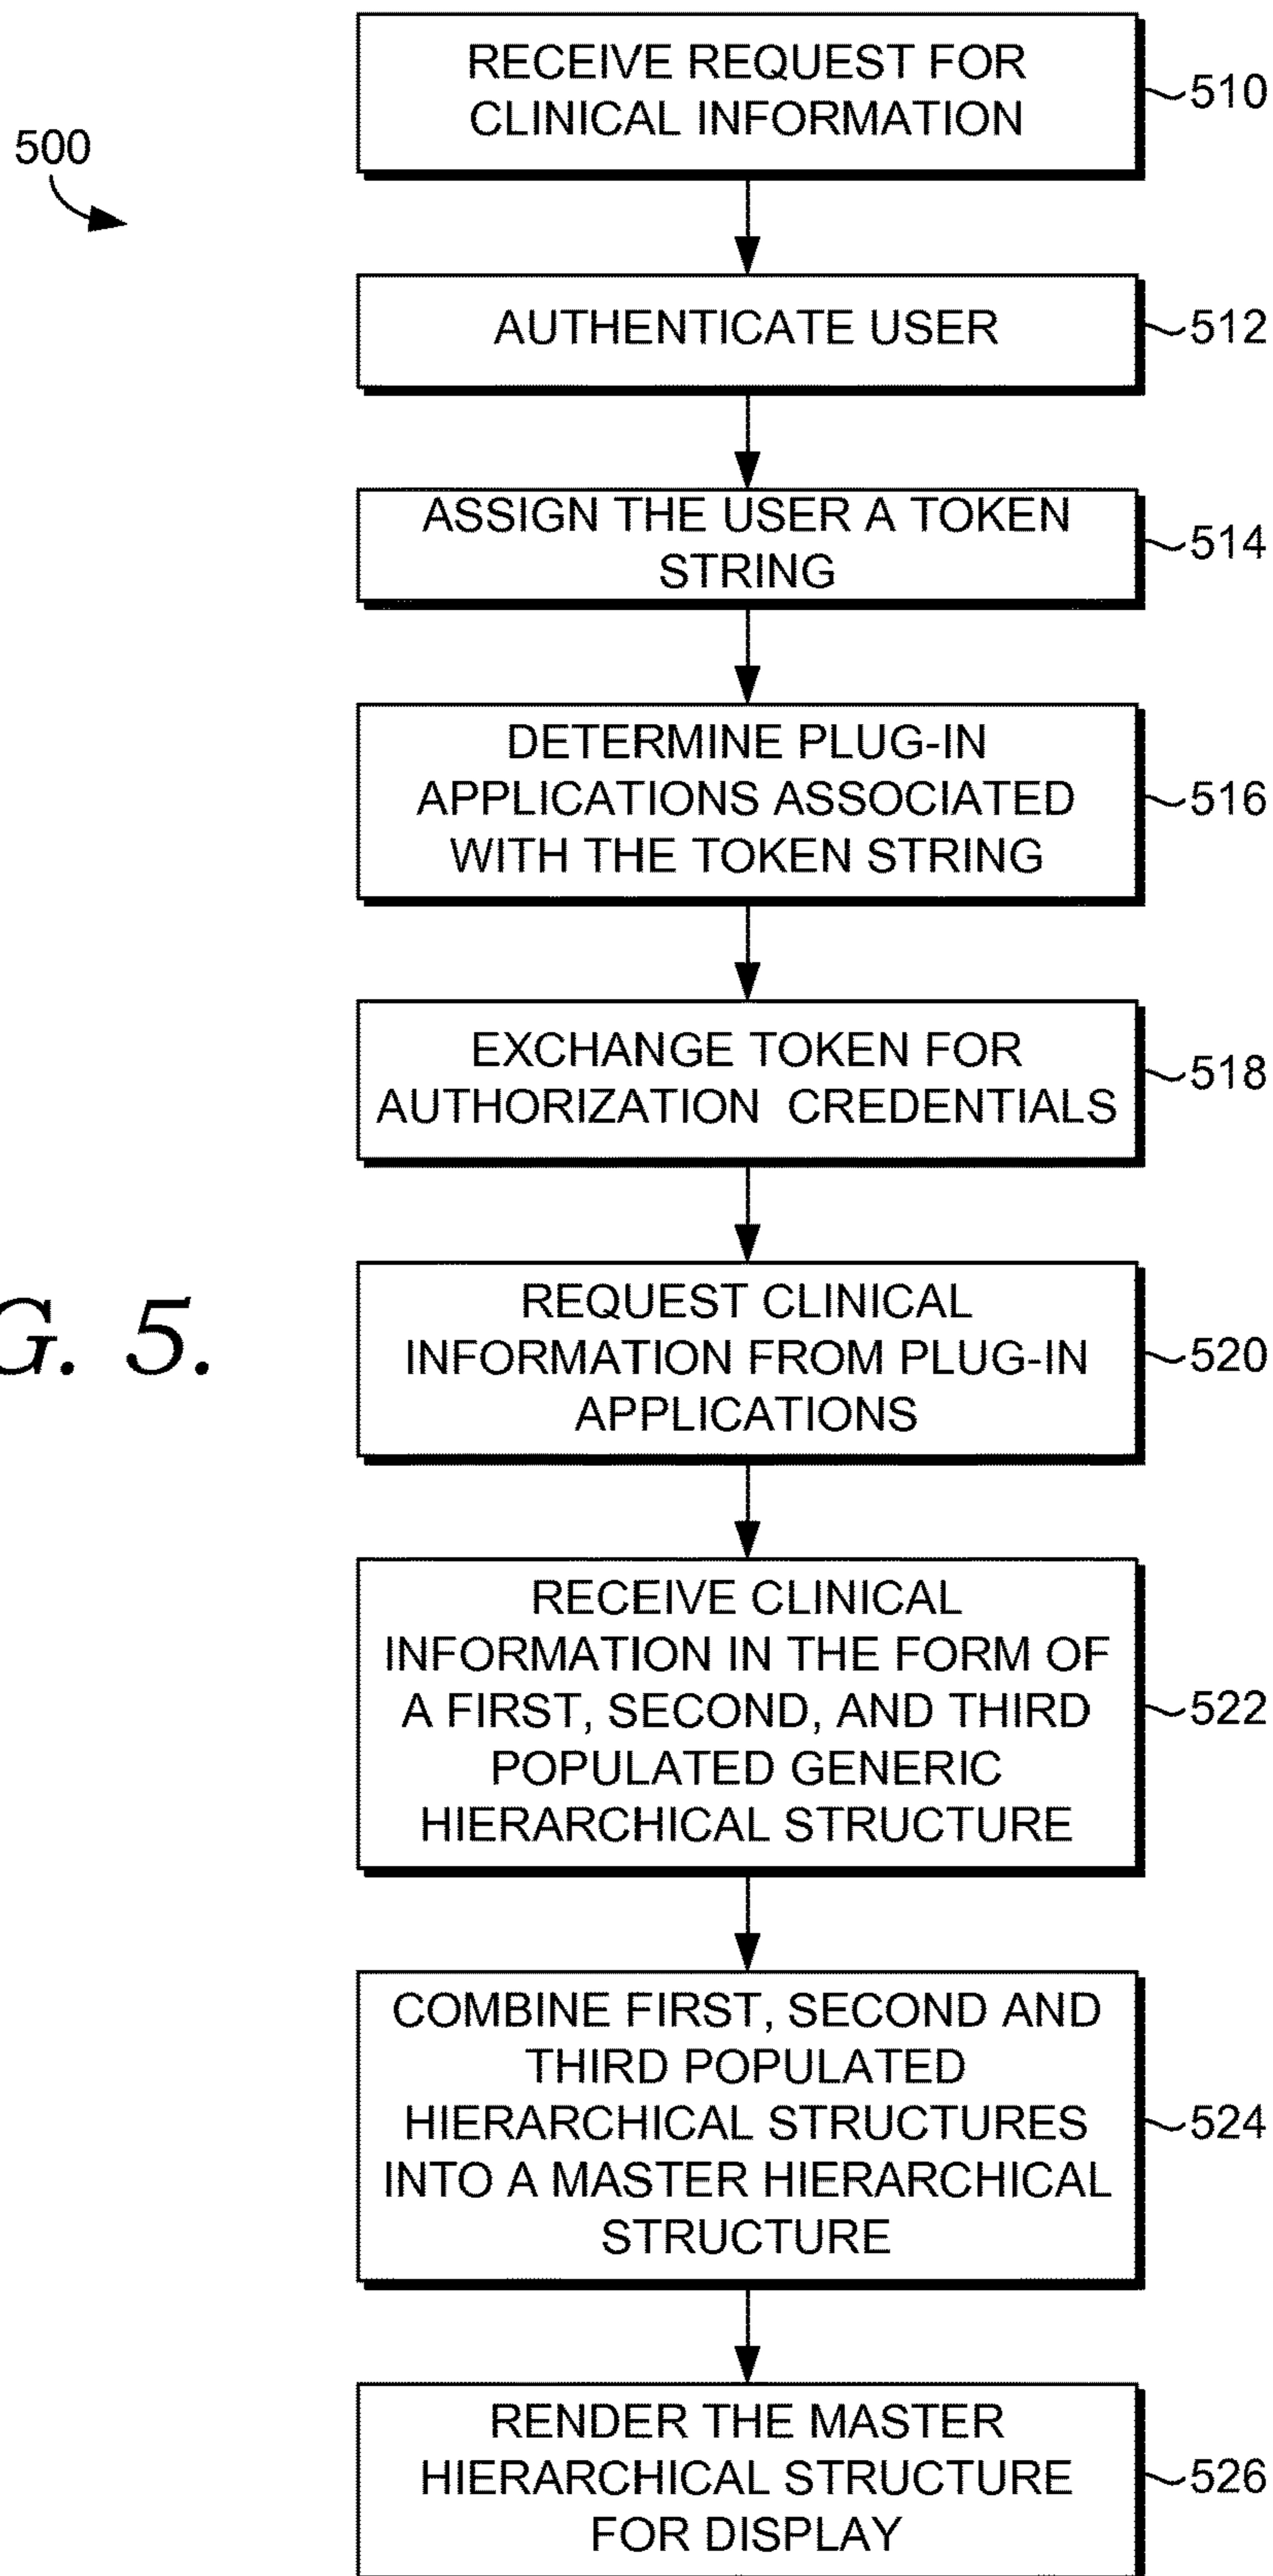 RECEIVE REQUEST FOR
CLINICAL INFORMATION
510
500
AUTHENTICATE USER
512
ASSIGN THE USER A TOKEN
STRING
514
DETERMINE PLUG-IN
APPLICATIONS ASSOCIATED
WITH THE TOKEN STRING
516
EXCHANGE TOKEN FOR
AUTHORIZATION CREDENTIALS
518
REQUEST CLINICAL
INFORMATION FROM PLUG-IN
APPLICATIONS
520
G. 5.
RECEIVE CLINICAL
INFORMATION IN THE FORM OF
A FIRST, SECOND, AND THIRD
POPULATED GENERIC
HIERARCHICAL STRUCTURE
522
COMBINE FIRST, SECOND AND
THIRD POPULATED
HIERARCHICAL STRUCTURES
INTO A MASTER HIERARCHICAL
STRUCTURE
524
RENDER THE MASTER
HIERARCHICAL STRUCTURE
FOR DISPLAY
526